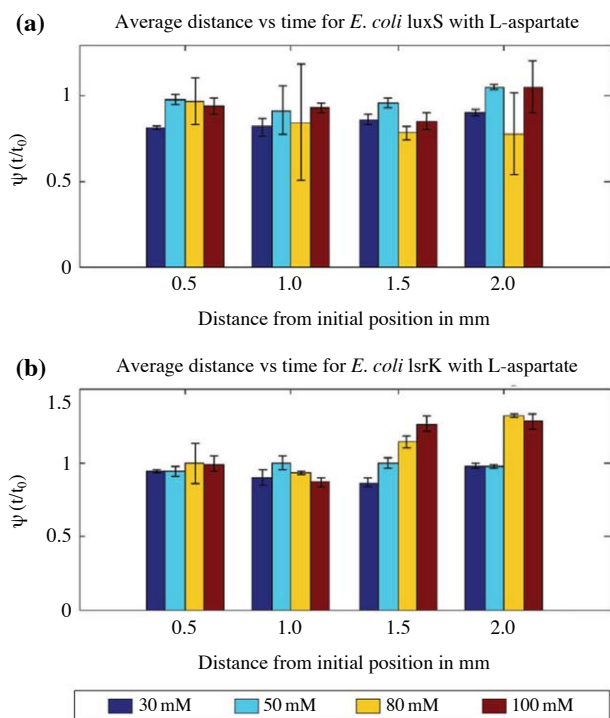 (a) Average distance vs time for E. coli luxS with L-aspartate
1
0.5
0
ψ (t/t0)
0.5 1.0 1.5 2.0
Distance from initial position in mm
(b) Average distance vs time for E. coli lsrK with L-aspartate
1.5
1
0.5
0
ψ (t/t0)
0.5 1.0 1.5 2.0
Distance from initial position in mm
30 mM 50 mM 80 mM 100 mM